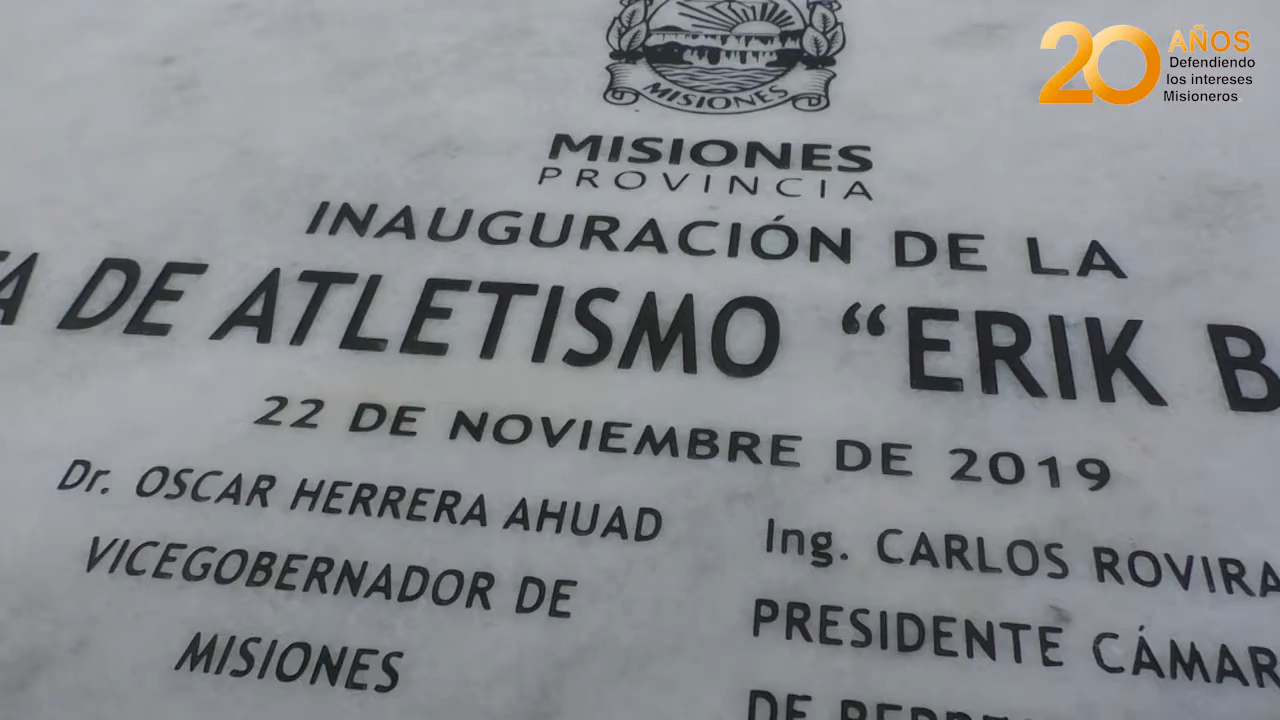 20 AÑOS
Defendiendo
los intereses
Misioneros
MISIONES
MISIONES
PROVINCIA
INAUGURACIÓN DE LA
DE ATLETISMO “ERIK B
22 DE NOVIEMBRE DE 2019
Dr. OSCAR HERRERA AHUAD
VICEGOBERNADOR DE
MISIONES
Ing. CARLOS ROVIRA
PRESIDENTE CÁMAR
DE